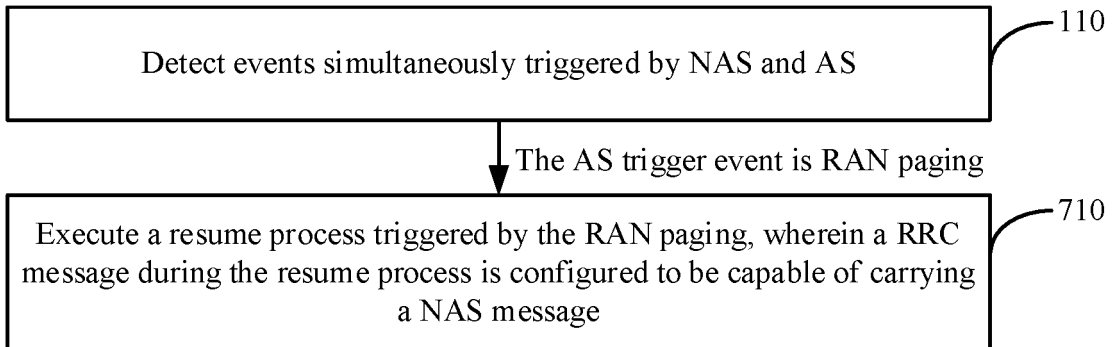 110
Detect events simultaneously triggered by NAS and AS
The AS trigger event is RAN paging
710
Execute a resume process triggered by the RAN paging, wherein a RRC
message during the resume process is configured to be capable of carrying
a NAS message